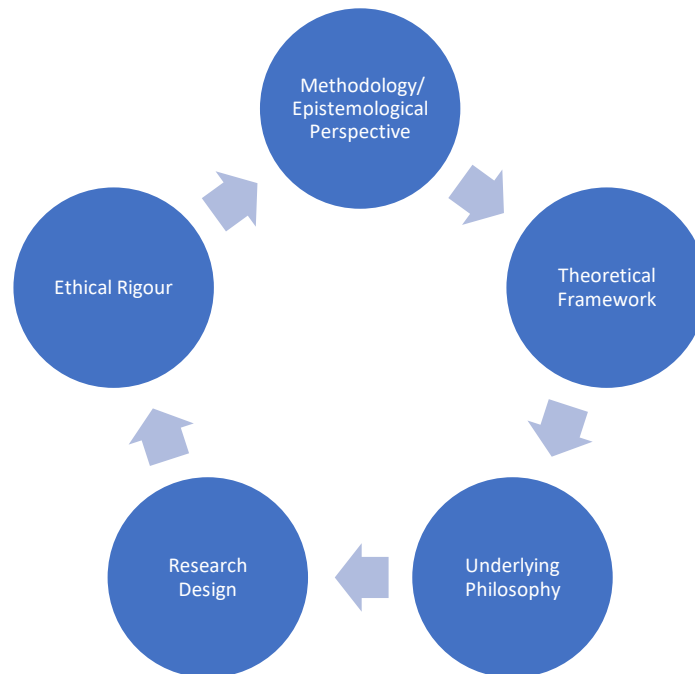 Methodology/
Epistemological
Perspective
Theoretical
Framework
Underlying
Philosophy
Research
Design
Ethical Rigour